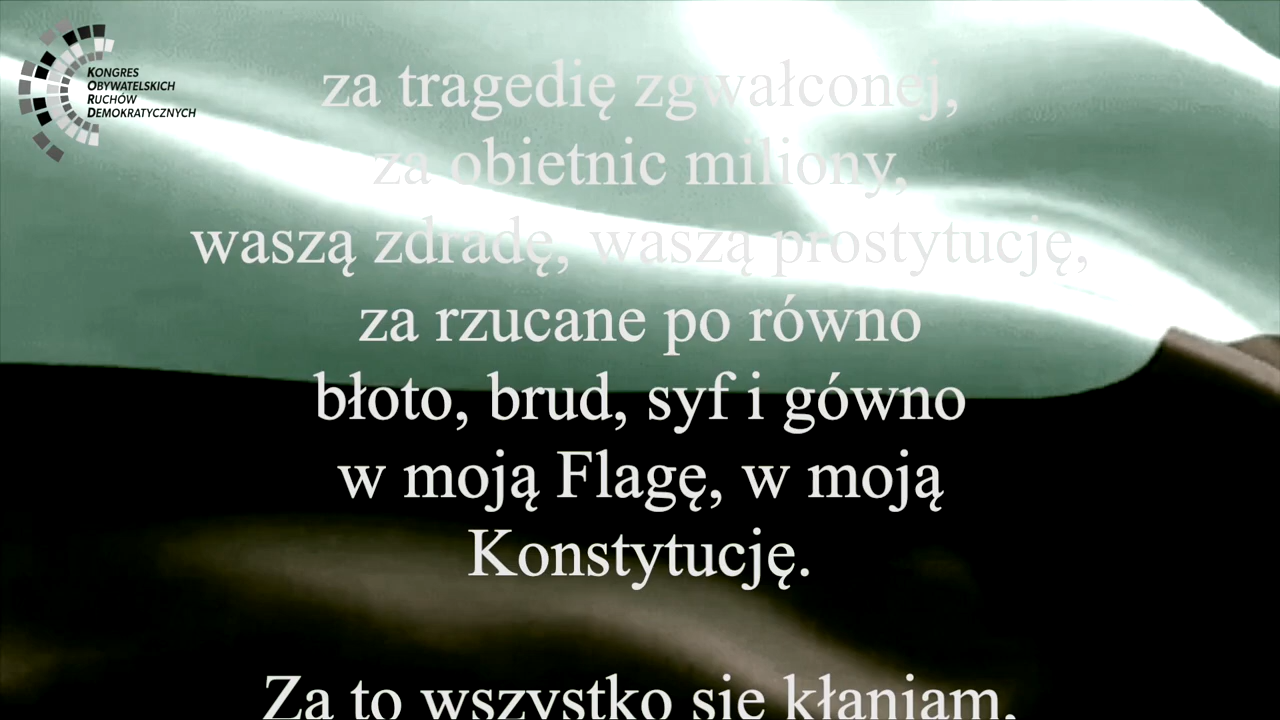 KONGRES
OBYWATELSKICH
RUCHÓW
DEMOKRATYCZNYCH
za tragedię zgwałconej,
za obietnic miliony,
waszą zdradę, waszą prostytucję,
za rzucane po równo
błoto, brud, syf i gówno
w moją Flagę, w moją
Konstytucję.
Za to wszystko się kłaniam,